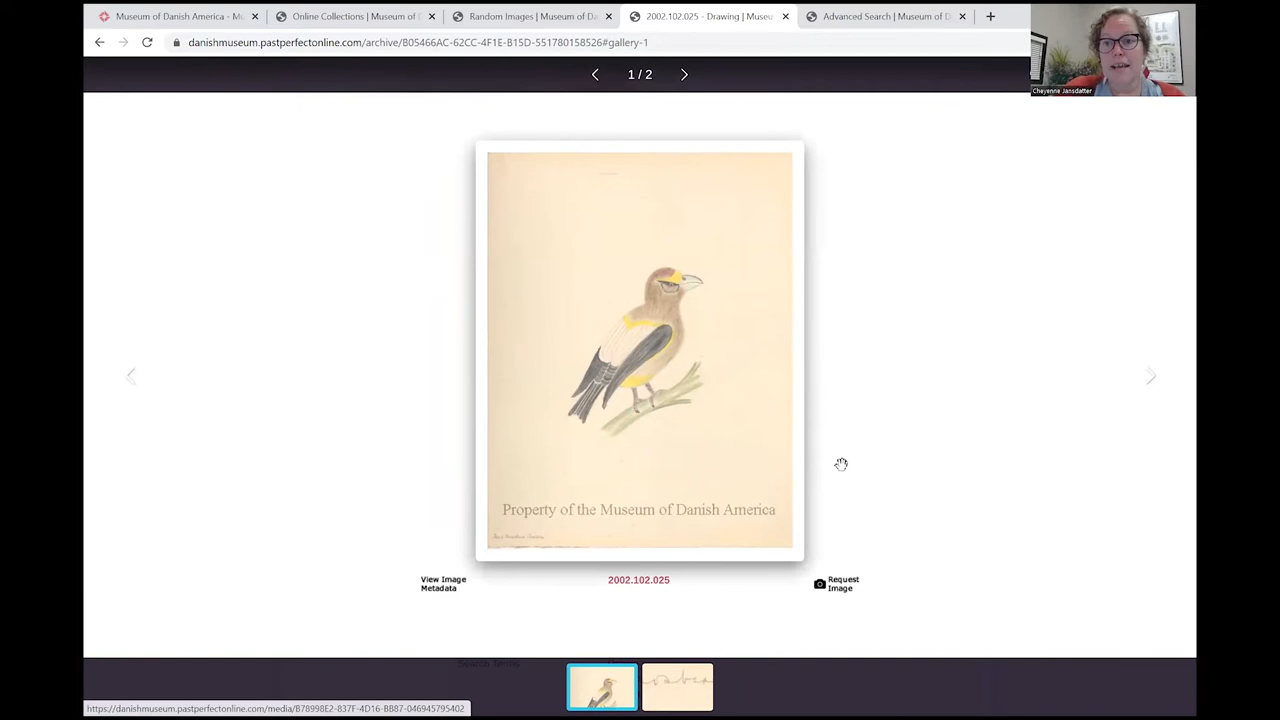 Museum of Danish America - Mu
Online Collections | Museum of
Random Images | Museum of Da
2002.102.025 - Drawing | Museu
Advanced Search | Museum of D
danishmuseum.pastperfectonline.com/archive/B05466AC-62CC-4F1E-B15D-551780158526#gallery-1
Cheyenne Jansdatter
1 / 2
Property of the Museum of Danish America
View Image
Metadata
2002.102.025
Request
Image
Search Terms
https://danishmuseum.pastperfectonline.com/media/B78998E2-837F-4D16-BB87-046945795402